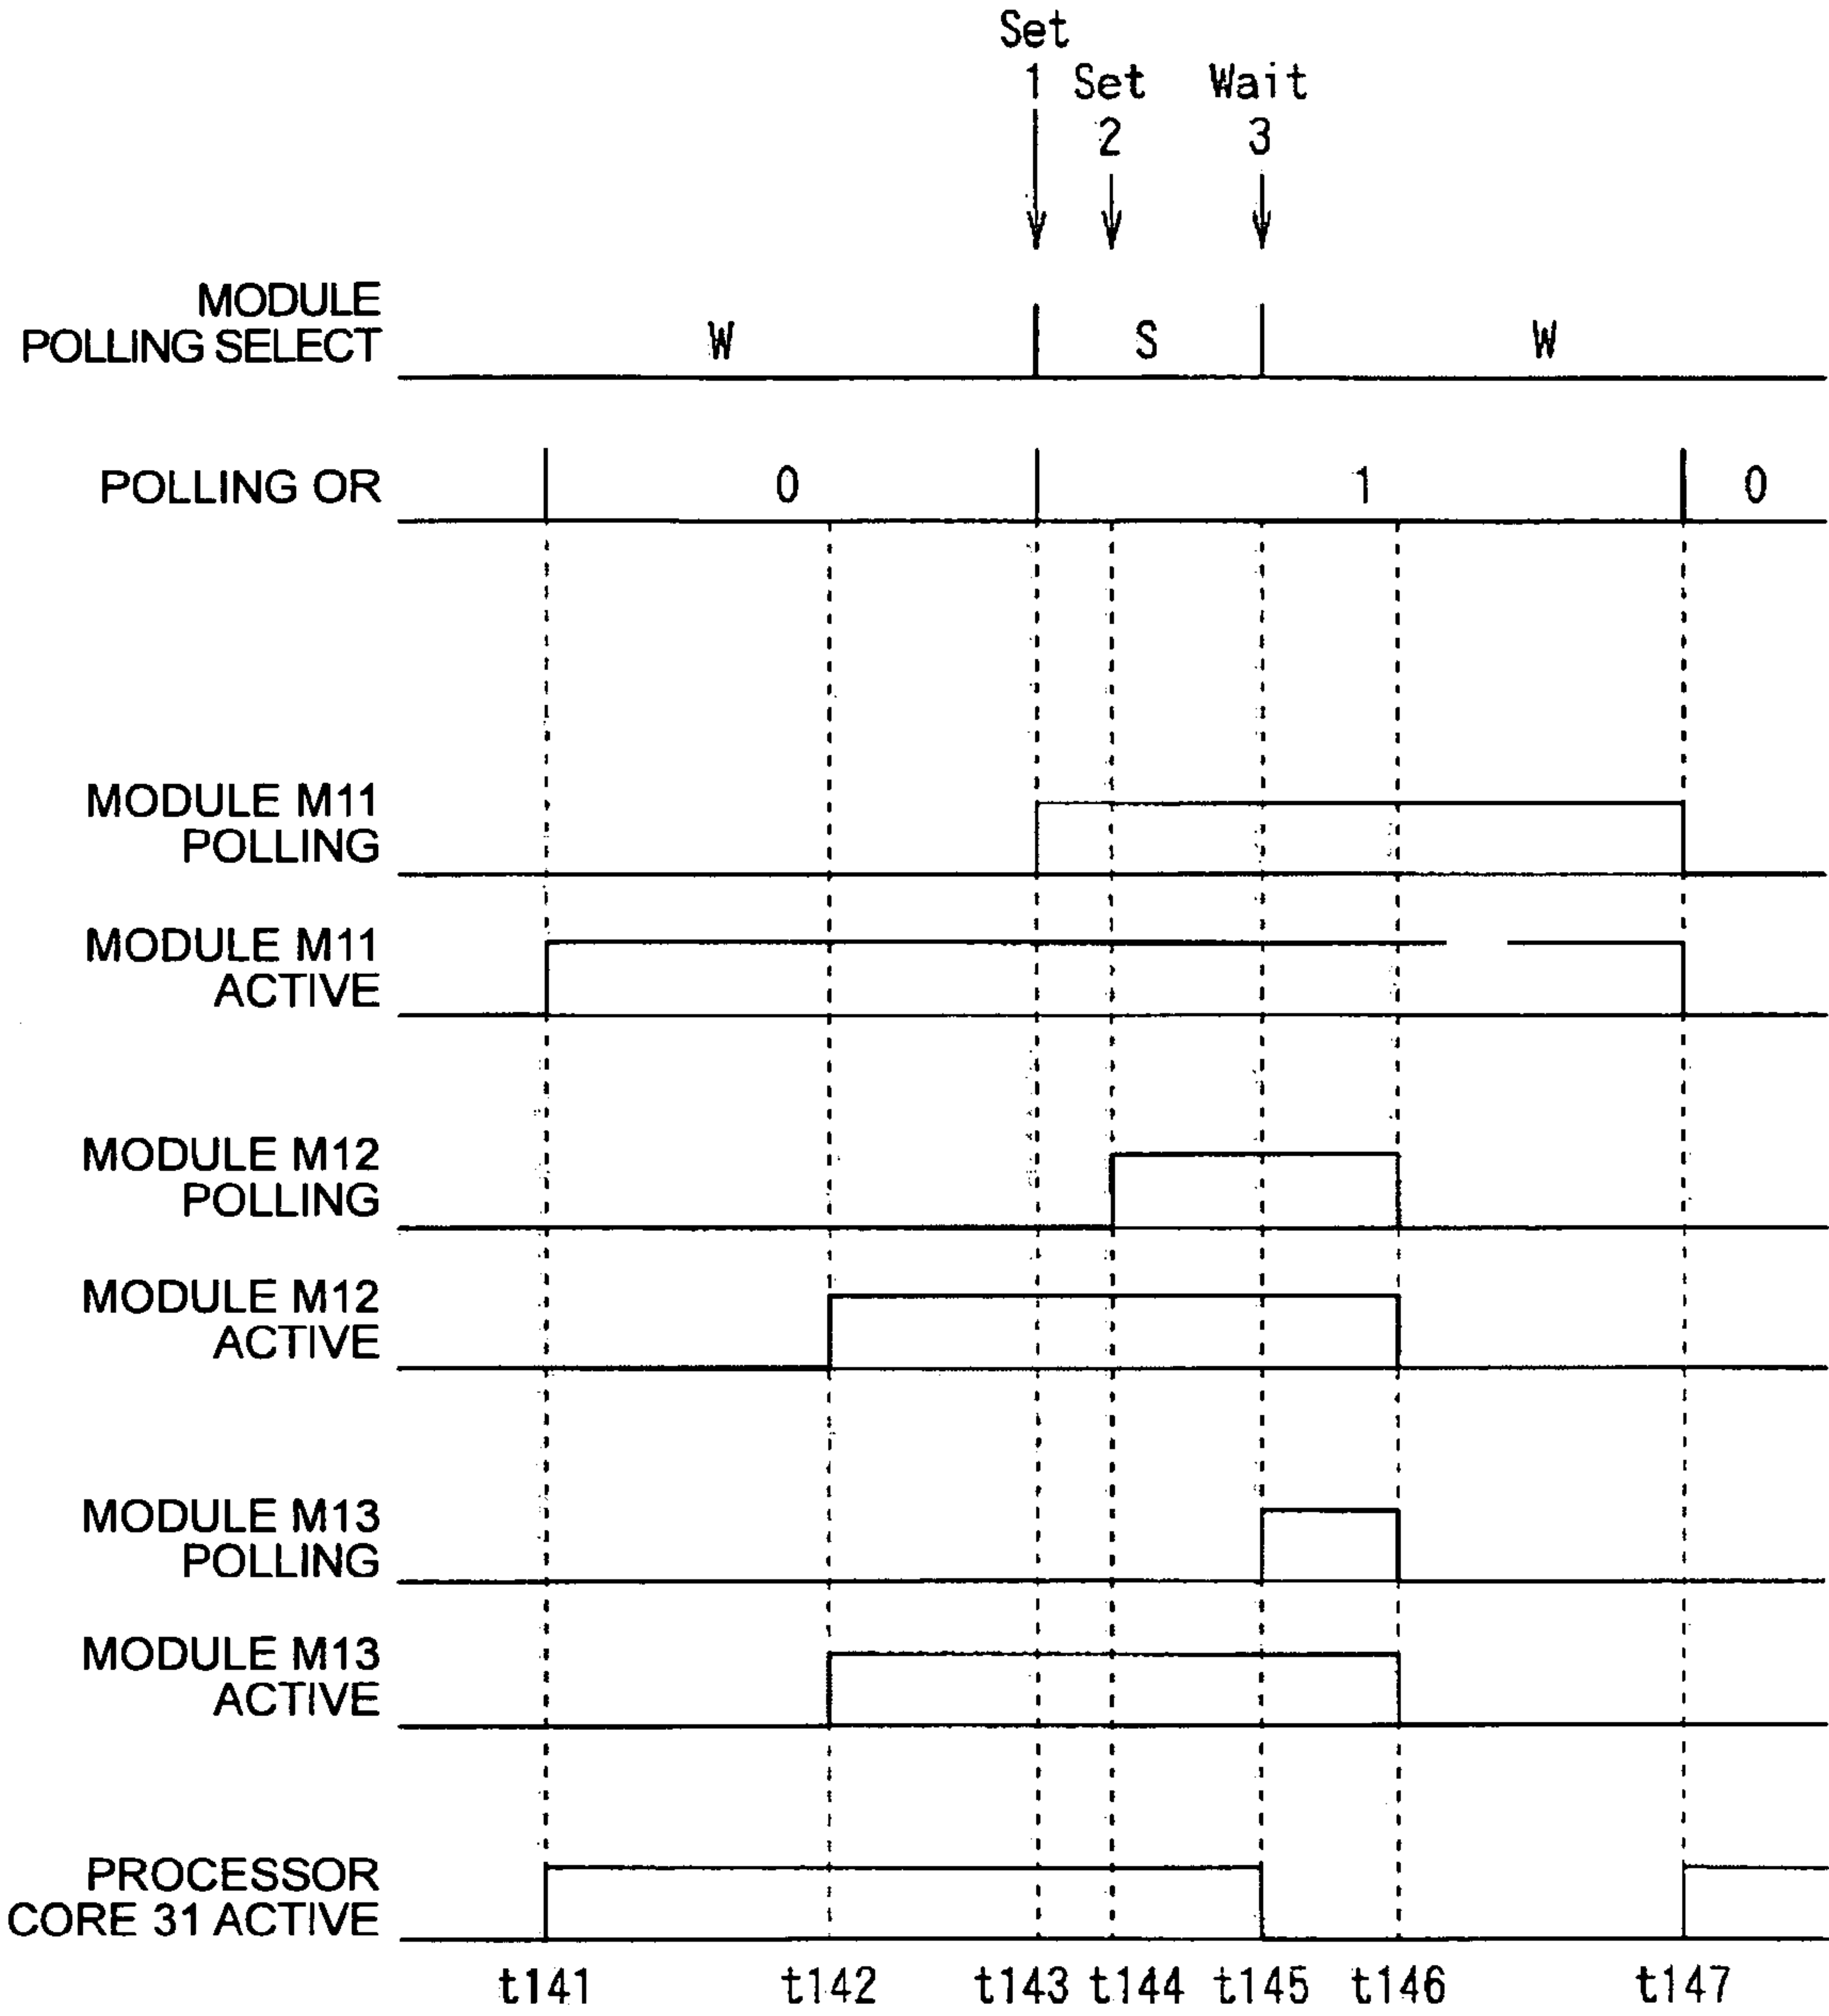 Set
1
Set
2
Wait
3
MODULE
POLLING SELECT
W
S
W
POLLING OR
0
1
0
MODULE M11
POLLING
MODULE M11
ACTIVE
MODULE M12
POLLING
MODULE M12
ACTIVE
MODULE M13
POLLING
MODULE M13
ACTIVE
PROCESSOR
CORE 31 ACTIVE
t141
t142
t143
t144
t145
t146
t147